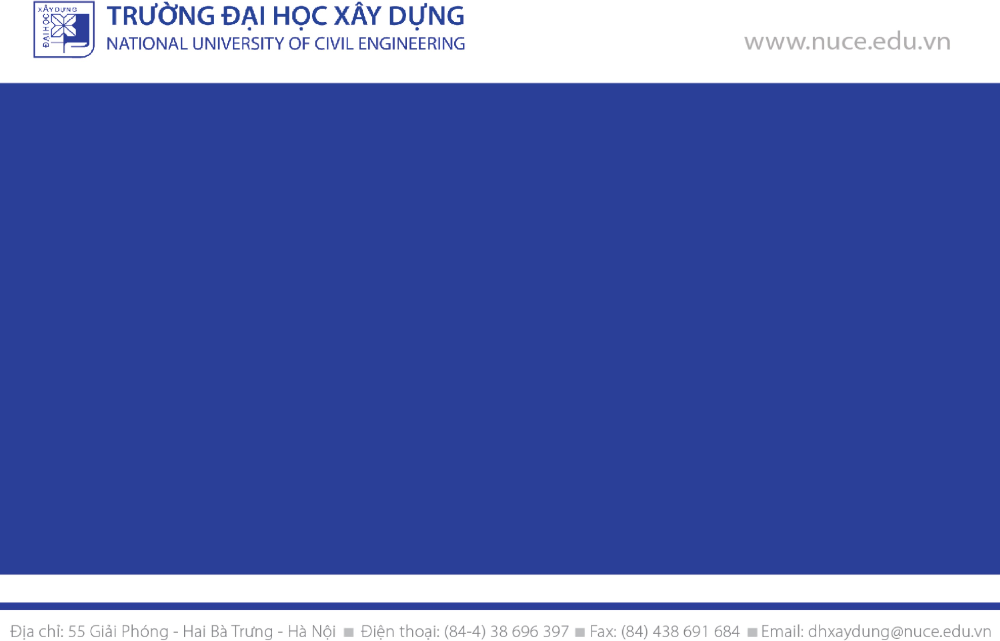 XÂY DỰNG
ĐẠI HỌC
TRƯỜNG ĐẠI HỌC XÂY DỰNG
NATIONAL UNIVERSITY OF CIVIL ENGINEERING
www.nuce.edu.vn
Địa chỉ: 55 Giải Phóng - Hai Bà Trưng - Hà Nội ■ Điện thoại: (84-4) 38 696 397 ■ Fax: (84) 438 691 684 ■ Email: dhxaydung@nuce.edu.vn